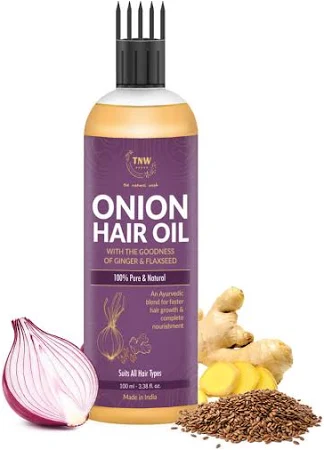 TNW
the natural wash
ONION
HAIR OIL
WITH THE GOODNESS
OF GINGER & FLAXSEED
100% Pure & Natural
An Ayurvedic
blend for faster
hair growth &
complete
nourishment
Suits All Hair Types
100 ml - 3.38 fl. oz.
Made in India